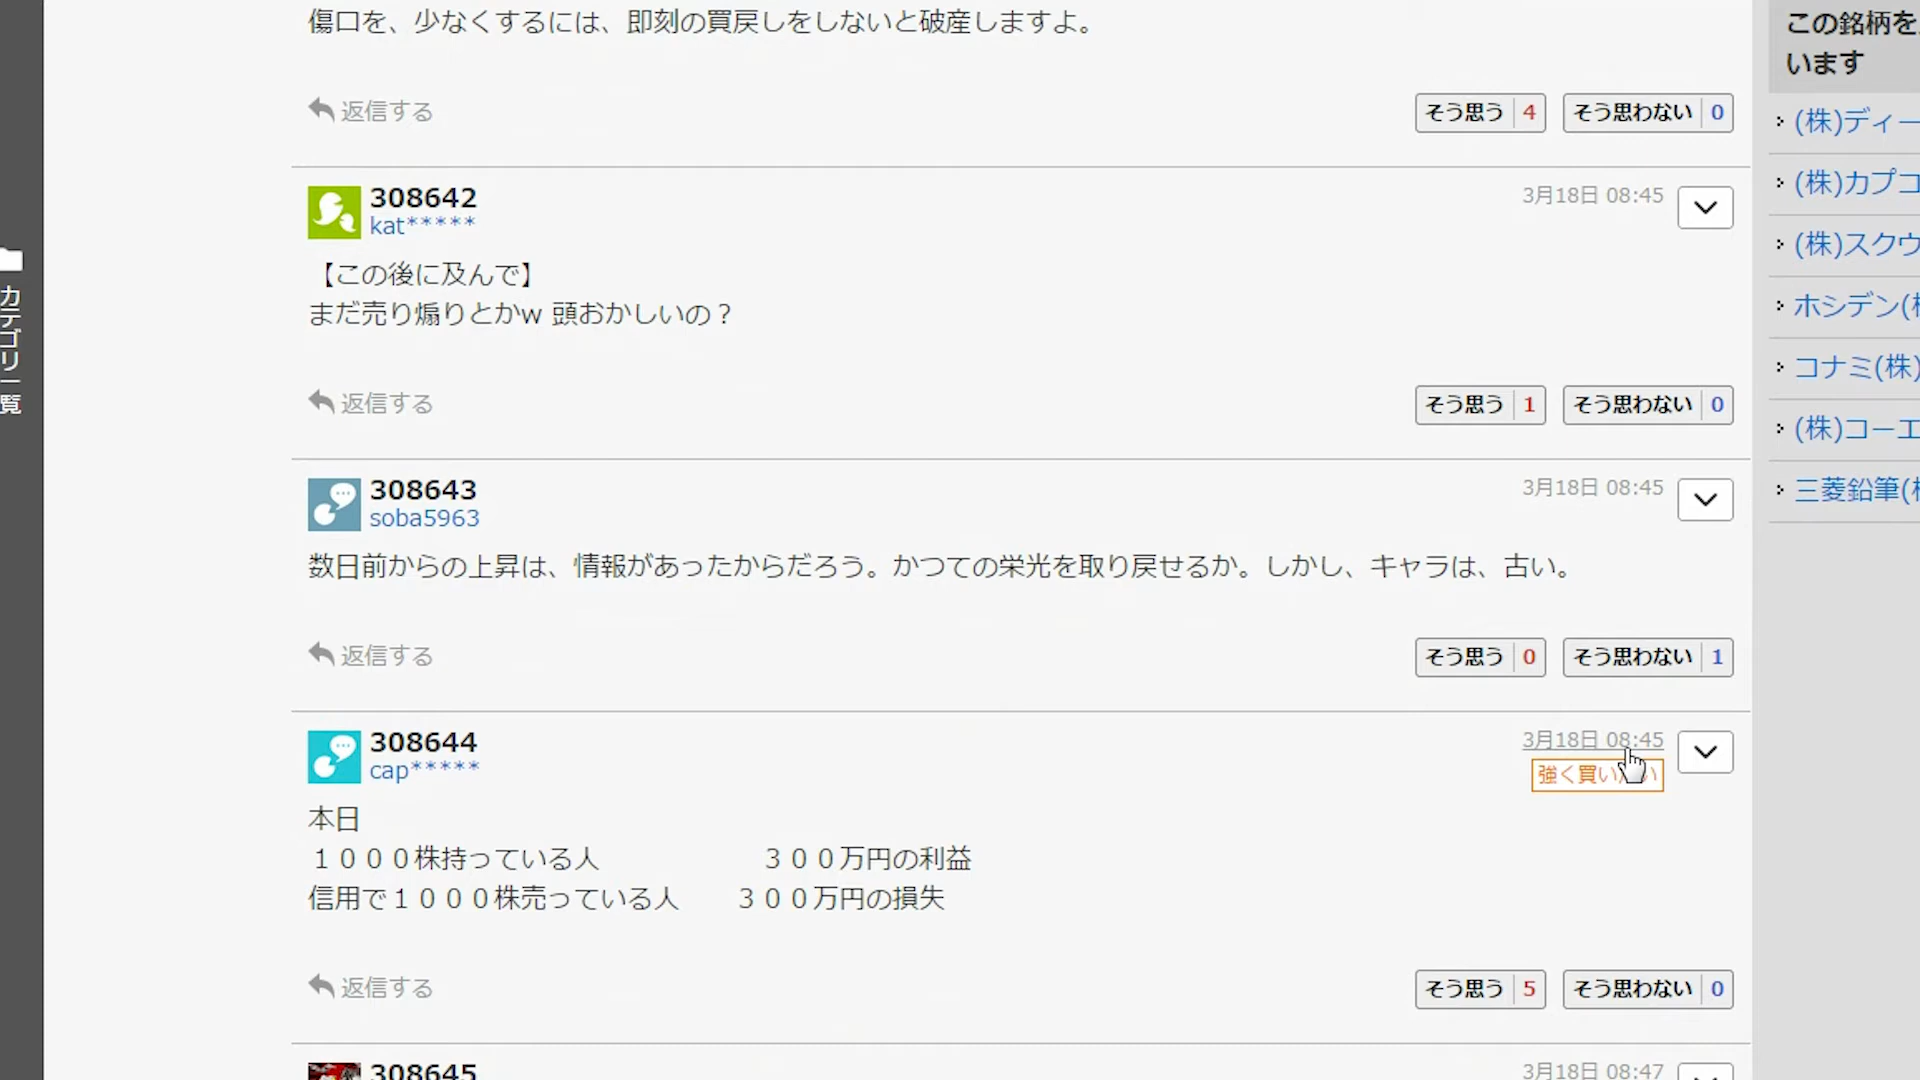 傷口を、少なくするには、即刻の買戻しをしないと破産しますよ。
返信する
そう思う 4
そう思わない 0
308642
kat*****
3月18日 08:45
【この後に及んで】
まだ売り煽りとかw 頭おかしいの？
返信する
そう思う 1
そう思わない 0
308643
soba5963
3月18日 08:45
数日前からの上昇は、情報があったからだろう。かつての栄光を取り戻せるか。しかし、キャラは、古い。
返信する
そう思う 0
そう思わない 1
308644
cap*****
3月18日 08:45
強く買い
本日
１０００株持っている人　　　　　　３００万円の利益
信用で１０００株売っている人　　３００万円の損失
返信する
そう思う 5
そう思わない 0
308645
3月18日 08:47
カテゴリ一覧
この銘柄を
います
(株)ディー
(株)カプコ
(株)スクウ
ホシデン(
コナミ(株)
(株)コーエ
三菱鉛筆(